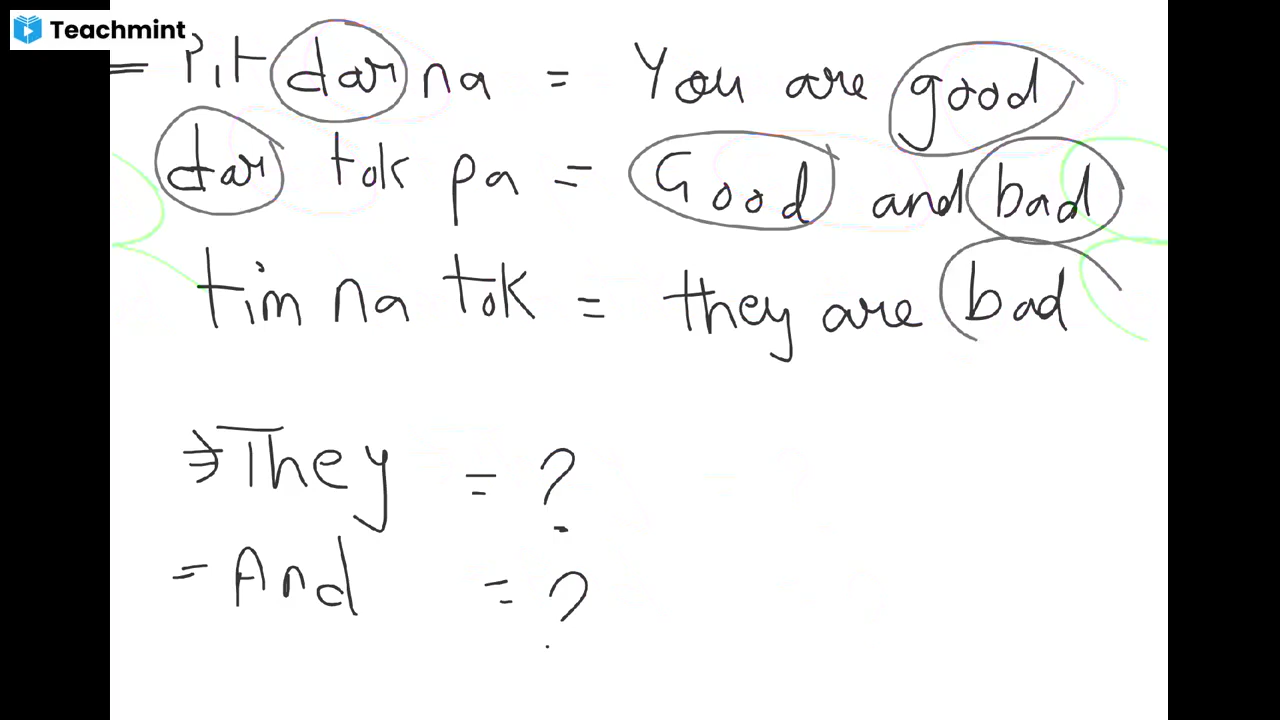 Teachmint
= Pit dar na = You are good
dar tok pa = Good and bad
tim na tok = they are bad
⇒ They = ?
= And = ?